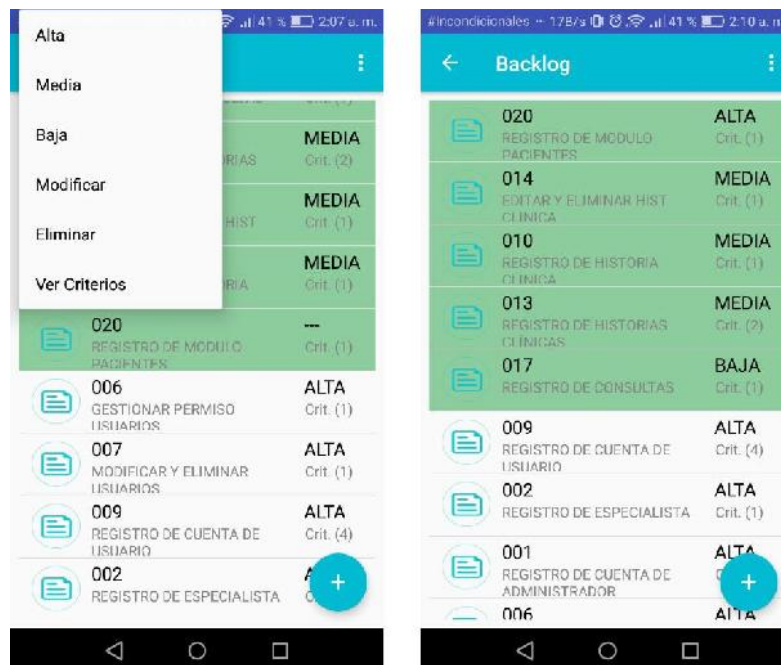 41 % 2:07 a. m.
Alta
Media
Baja
Modificar
Eliminar
Ver Criterios
MEDIA
Crit. (2)
MEDIA
HIST Crit. (1)
MEDIA
Crit. (1)
020 ---
REGISTRO DE MODULO Crit. (1)
PACIENTES
006 ALTA
GESTIONAR PERMISO Crit. (1)
USUARIOS
007 ALTA
MODIFICAR Y ELIMINAR Crit. (1)
USUARIOS
009 ALTA
REGISTRO DE CUENTA DE Crit. (4)
USUARIO
002
REGISTRO DE ESPECIALISTA
+
#Incondicionales -- 17B/s 41 % 2:10 a. m
Backlog
020 ALTA
REGISTRO DE MODULO Crit. (1)
PACIENTES
014 MEDIA
EDITAR Y ELIMINAR HIST Crit. (1)
CLINICA
010 MEDIA
REGISTRO DE HISTORIA Crit. (1)
CLINICA
013 MEDIA
REGISTRO DE HISTORIAS Crit. (2)
CLÍNICAS
017 BAJA
REGISTRO DE CONSULTAS Crit. (1)
009 ALTA
REGISTRO DE CUENTA DE Crit. (4)
USUARIO
002 ALTA
REGISTRO DE ESPECIALISTA Crit. (1)
001 ALTA
REGISTRO DE CUENTA DE
ADMINISTRADOR
+
006 ALTA